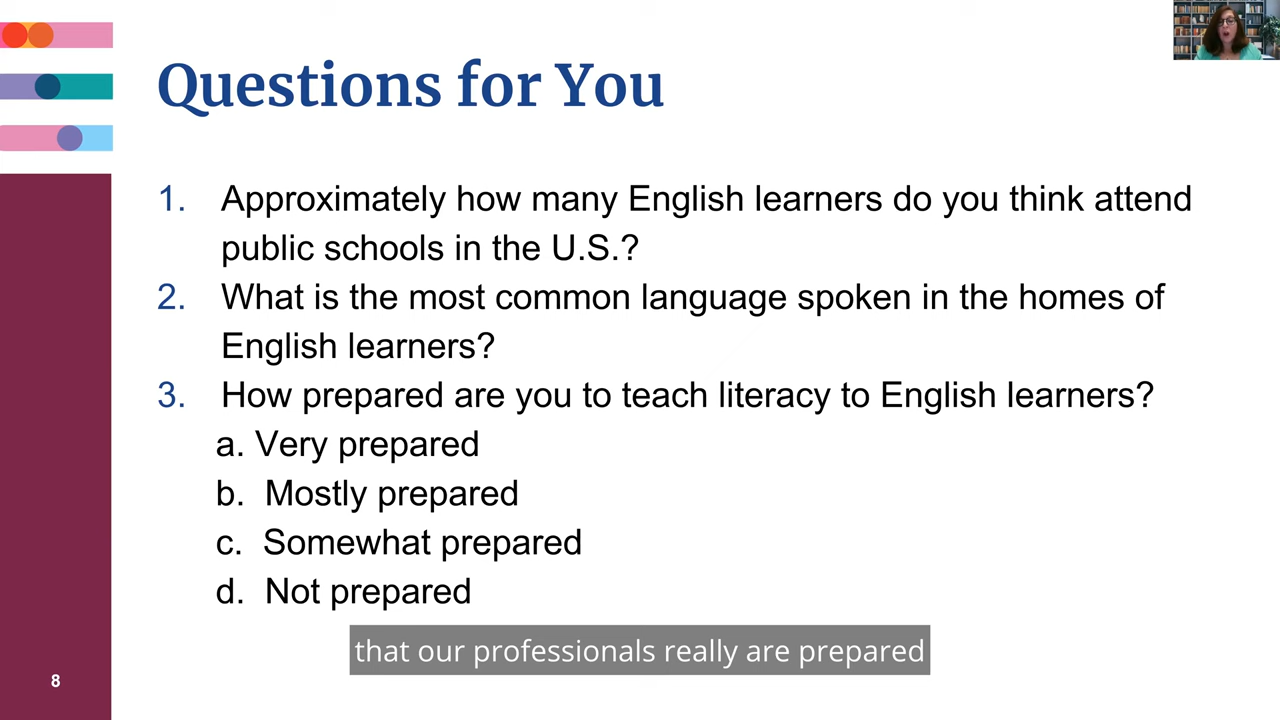 Questions for You
1. Approximately how many English learners do you think attend
public schools in the U.S.?
2. What is the most common language spoken in the homes of
English learners?
3. How prepared are you to teach literacy to English learners?
a. Very prepared
b. Mostly prepared
c. Somewhat prepared
d. Not prepared
that our professionals really are prepared
8